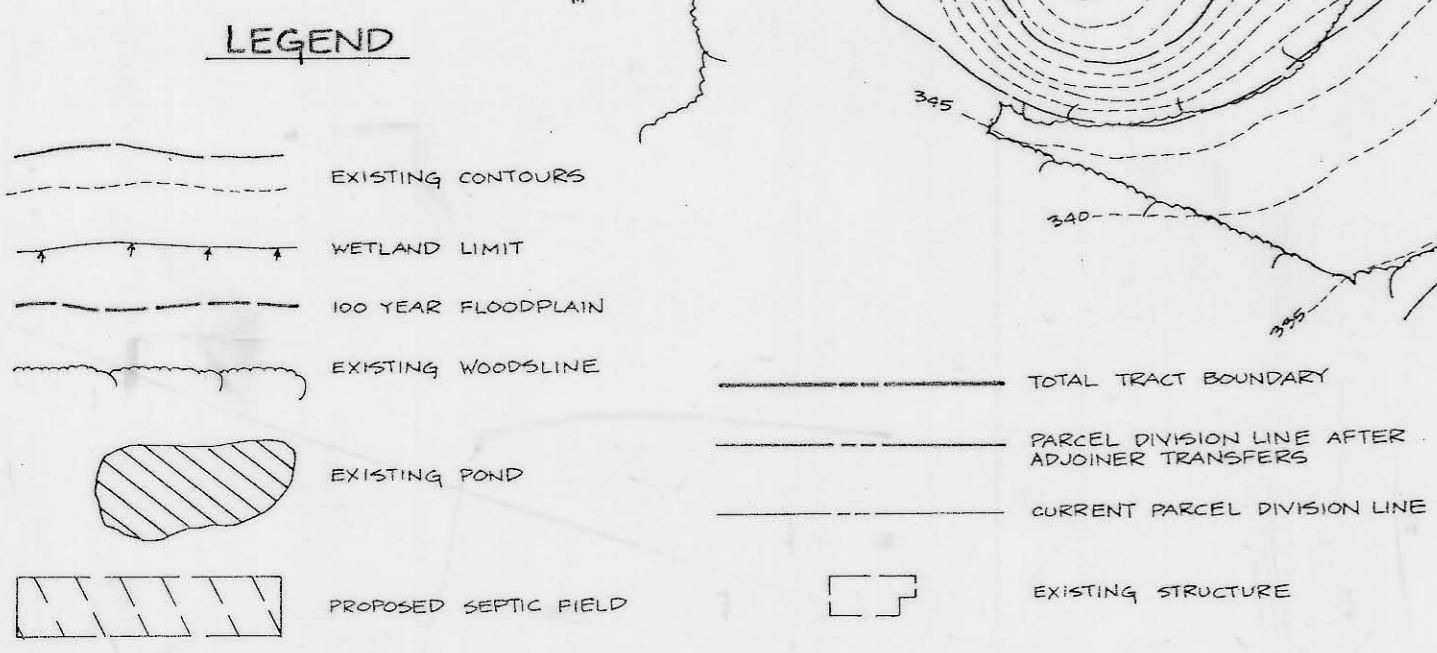 LEGEND
EXISTING CONTOURS
WETLAND LIMIT
100 YEAR FLOODPLAIN
EXISTING WOODSLINE
EXISTING POND
PROPOSED SEPTIC FIELD
345
340
335
TOTAL TRACT BOUNDARY
PARCEL DIVISION LINE AFTER
ADJOINER TRANSFERS
CURRENT PARCEL DIVISION LINE
EXISTING STRUCTURE